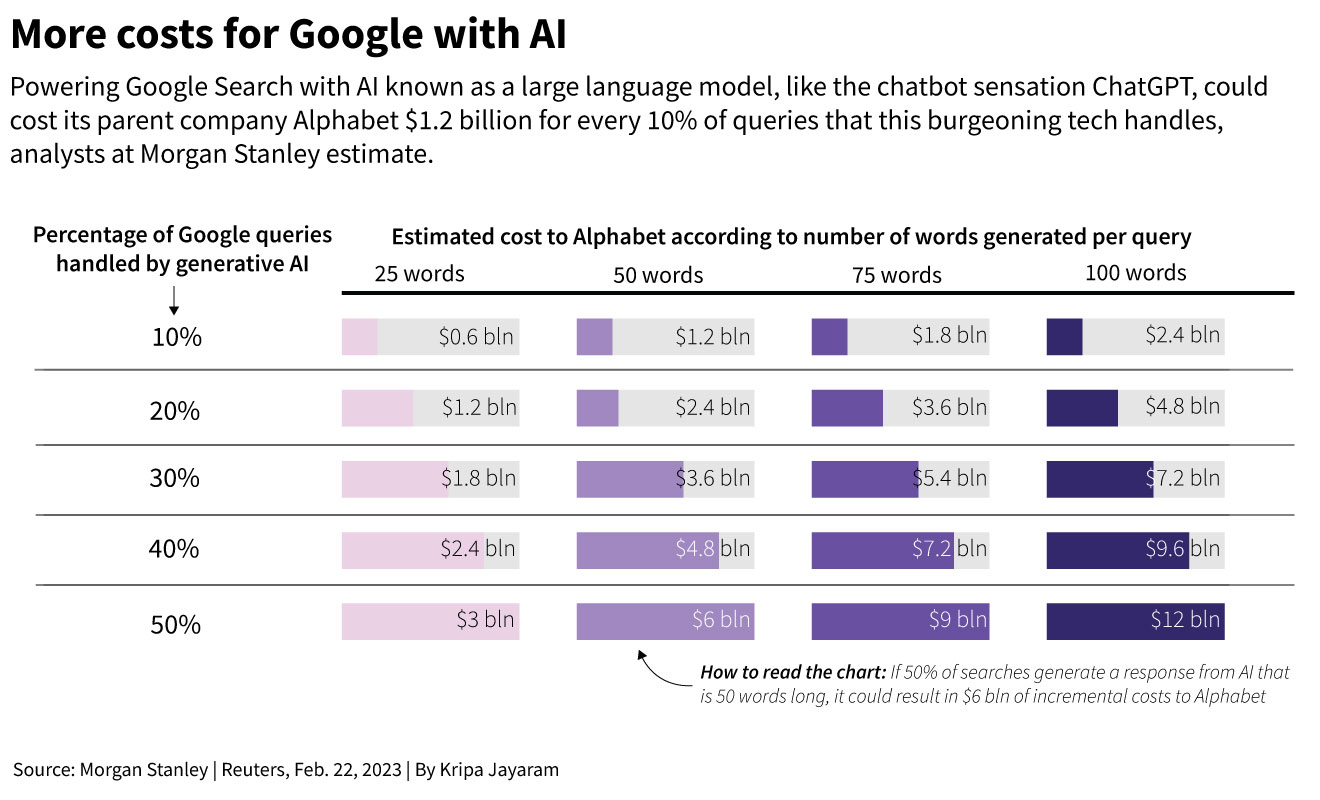 More costs for Google with AI
Powering Google Search with AI known as a large language model, like the chatbot sensation ChatGPT, could
cost its parent company Alphabet $1.2 billion for every 10% of queries that this burgeoning tech handles,
analysts at Morgan Stanley estimate.
Percentage of Google queries
handled by generative AI
Estimated cost to Alphabet according to number of words generated per query
25 words 50 words 75 words 100 words
10% $0.6 bln $1.2 bln $1.8 bln $2.4 bln
20% $1.2 bln $2.4 bln $3.6 bln $4.8 bln
30% $1.8 bln $3.6 bln $5.4 bln $7.2 bln
40% $2.4 bln $4.8 bln $7.2 bln $9.6 bln
50% $3 bln $6 bln $9 bln $12 bln
How to read the chart: If 50% of searches generate a response from AI that
is 50 words long, it could result in $6 bln of incremental costs to Alphabet
Source: Morgan Stanley | Reuters, Feb. 22, 2023 | By Kripa Jayaram